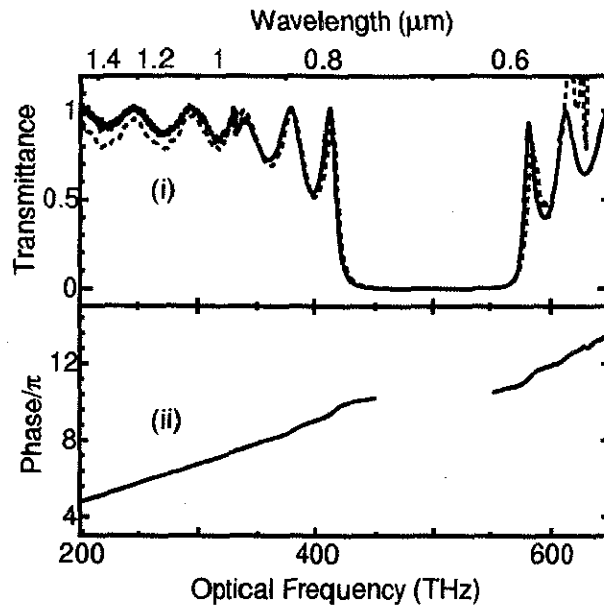 Wavelength (μm)
1.4 1.2 1 0.8 0.6
Transmittance
1
0.5
0
(i)
Phase/π
12
8
4
(ii)
200 400 600
Optical Frequency (THz)